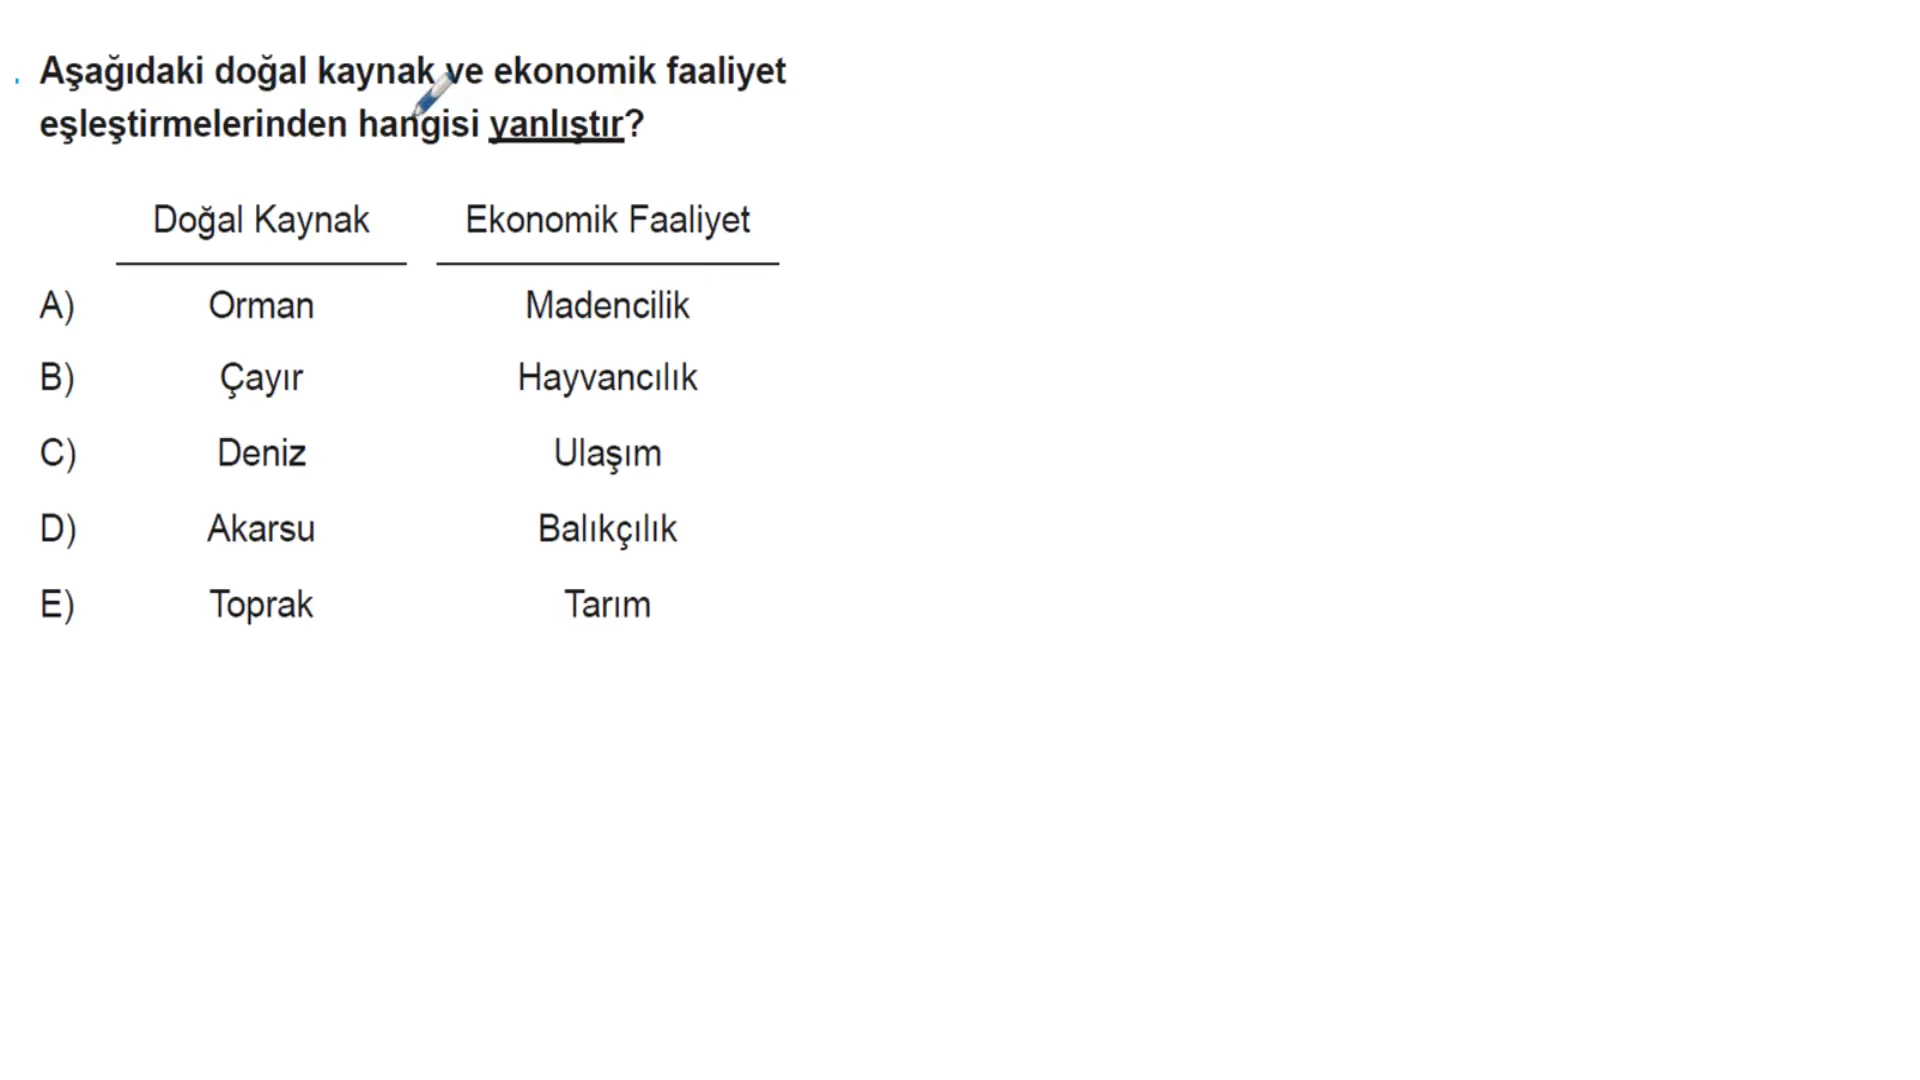 Aşağıdaki doğal kaynak ve ekonomik faaliyet
eşleştirmelerinden hangisi yanlıştır?
Doğal Kaynak Ekonomik Faaliyet
A) Orman Madencilik
B) Çayır Hayvancılık
C) Deniz Ulaşım
D) Akarsu Balıkçılık
E) Toprak Tarım